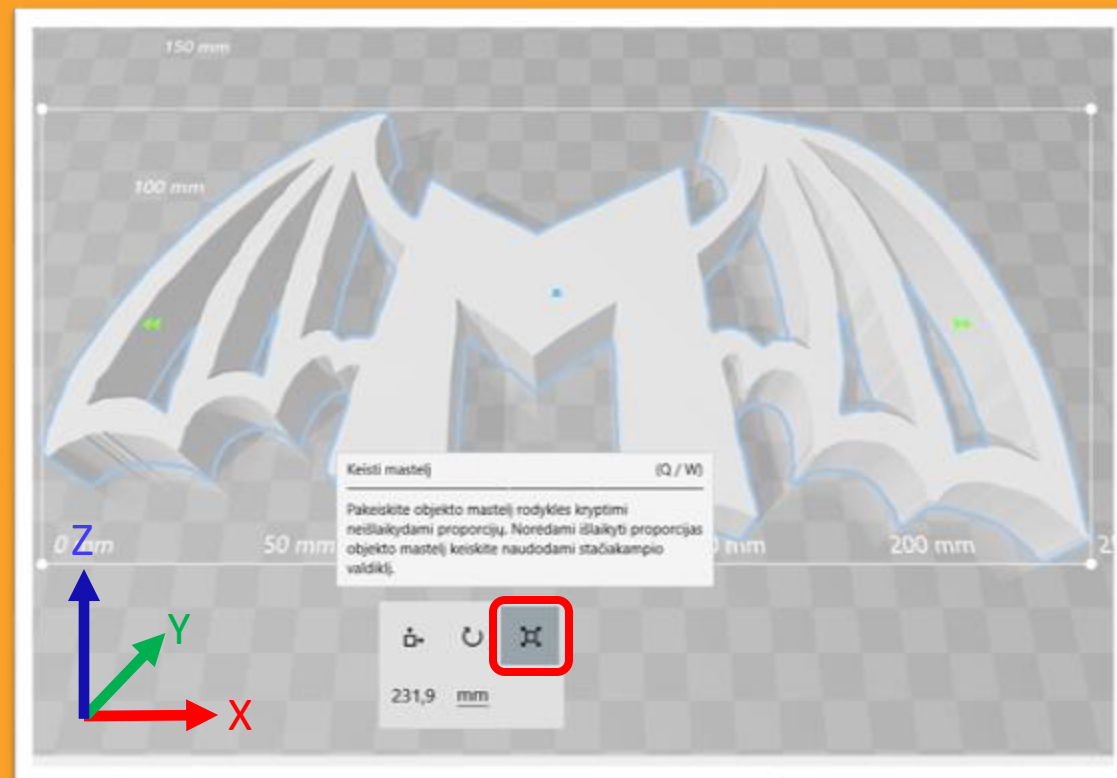 150 mm
100 mm
Keisti mastelį (Q / W)
Pakeiskite objekto mastelį rodyklės kryptimi
neišlaikydami proporcijų. Norėdami išlaikyti proporcijas
objekto mastelį keiskite naudodami stačiakampio
valdiklį.
0 mm 50 mm 200 mm
Z
Y
X
231,9 mm